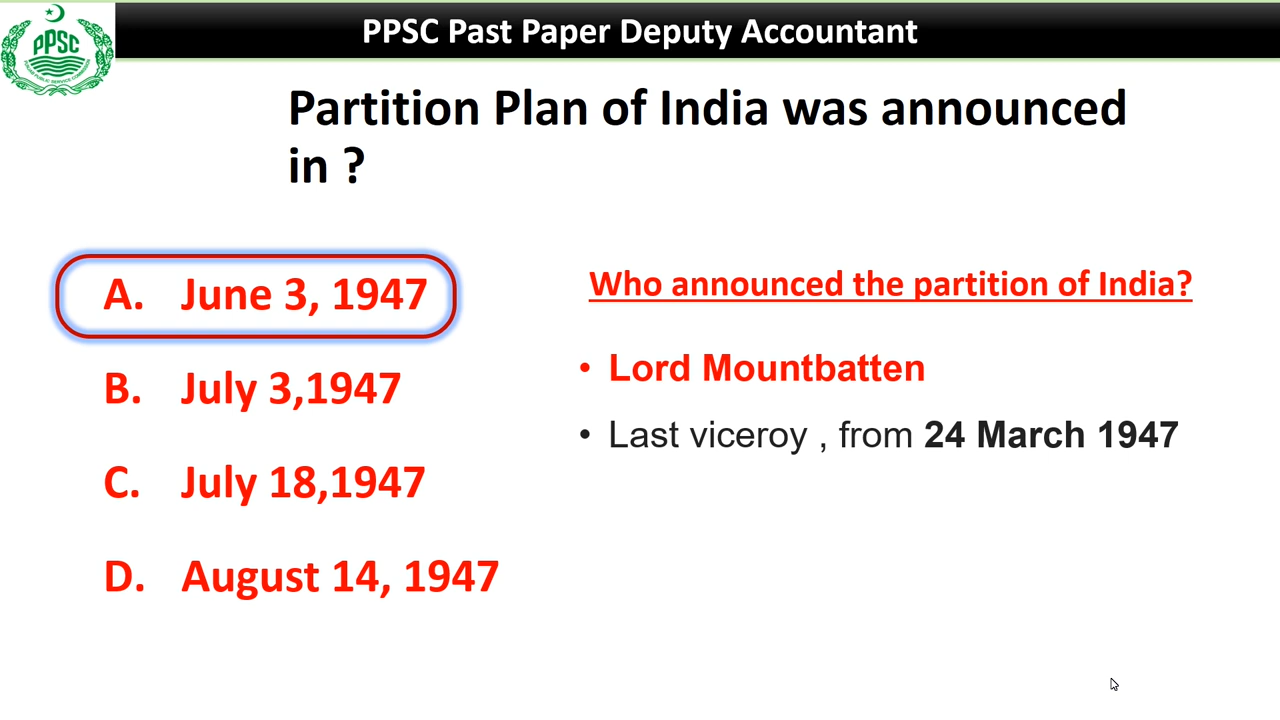 PPSC Past Paper Deputy Accountant
PPSC
Partition Plan of India was announced
in ?
A. June 3, 1947
B. July 3,1947
C. July 18,1947
D. August 14, 1947
Who announced the partition of India?
• Lord Mountbatten
• Last viceroy , from 24 March 1947